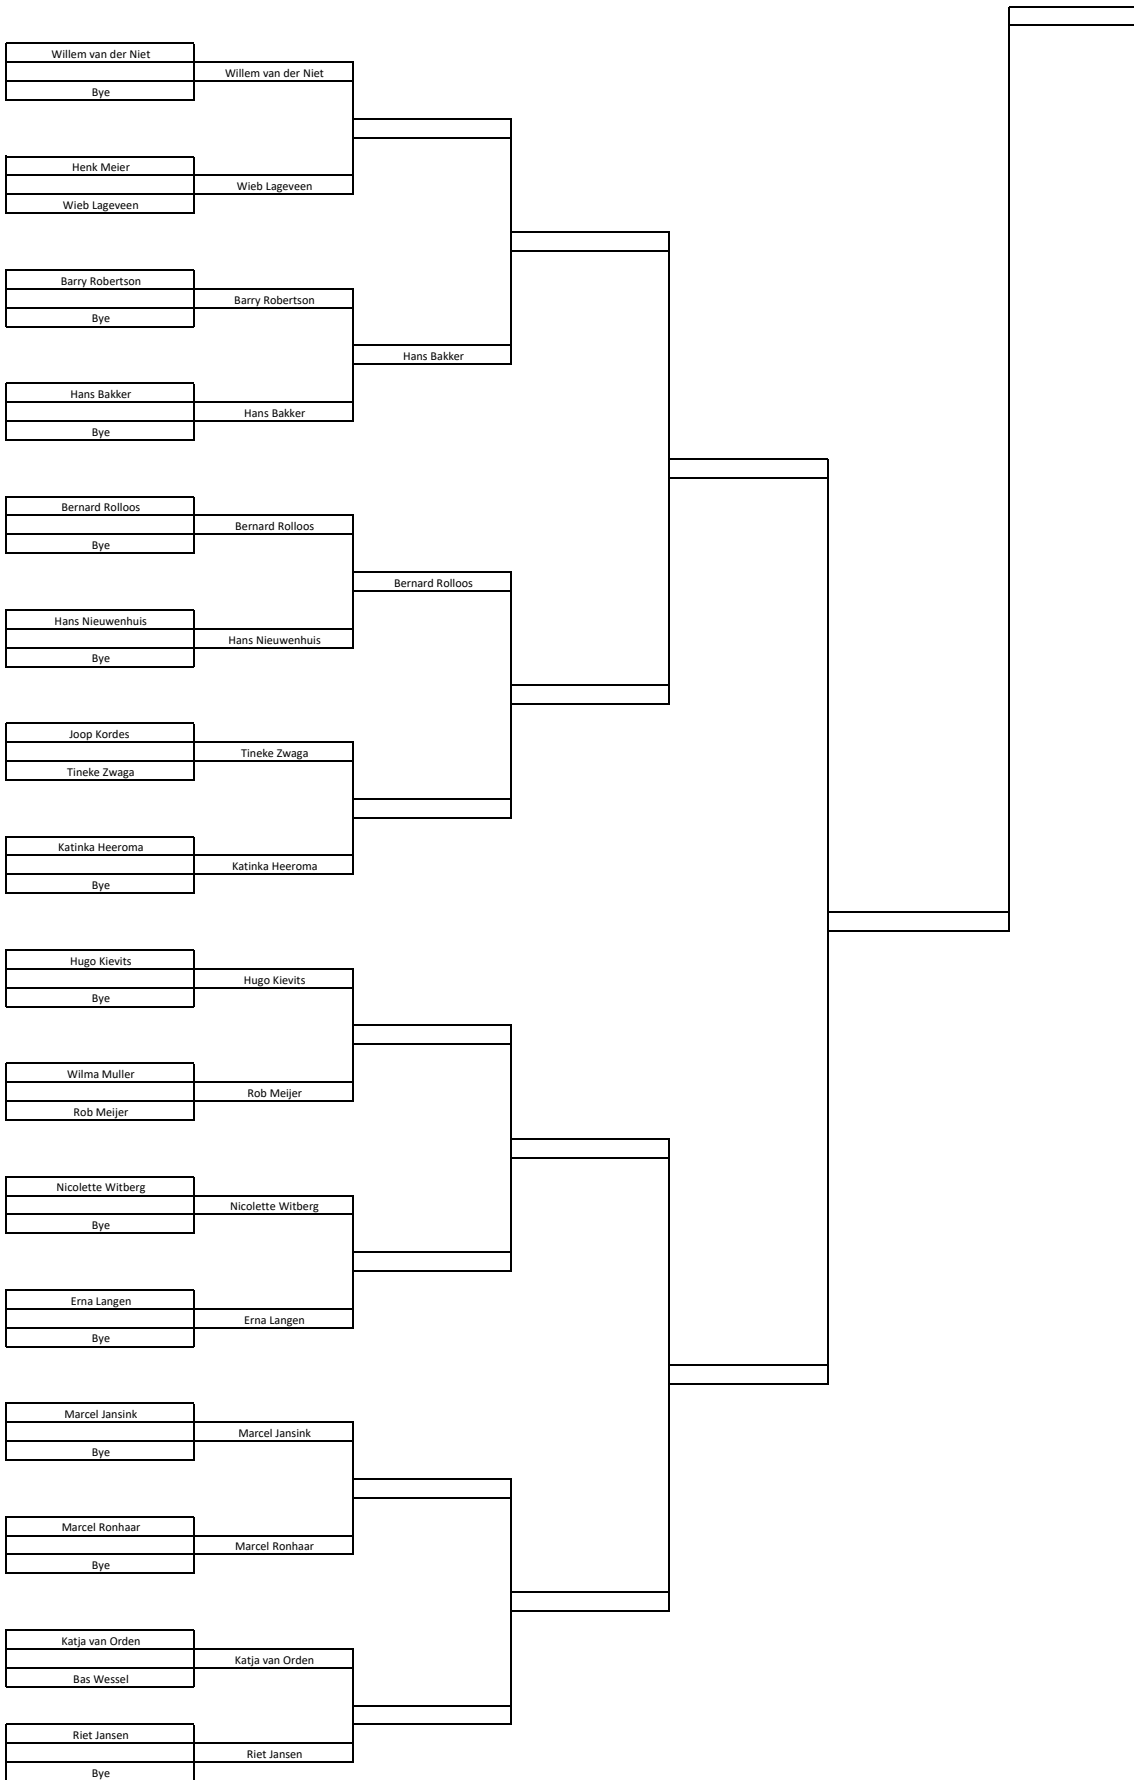 Willem van der Niet
Willem van der Niet
Bye
Henk Meier
Wieb Lageveen
Wieb Lageveen
Barry Robertson
Barry Robertson
Bye
Hans Bakker
Hans Bakker
Hans Bakker
Bye
Bernard Rolloos
Bernard Rolloos
Bye
Bernard Rolloos
Hans Nieuwenhuis
Hans Nieuwenhuis
Bye
Joop Kordes
Tineke Zwaga
Tineke Zwaga
Katinka Heeroma
Katinka Heeroma
Bye
Hugo Kievits
Hugo Kievits
Bye
Wilma Muller
Rob Meijer
Rob Meijer
Nicolette Witberg
Nicolette Witberg
Bye
Erna Langen
Erna Langen
Bye
Marcel Jansink
Marcel Jansink
Bye
Marcel Ronhaar
Marcel Ronhaar
Bye
Katja van Orden
Katja van Orden
Bas Wessel
Riet Jansen
Riet Jansen
Bye